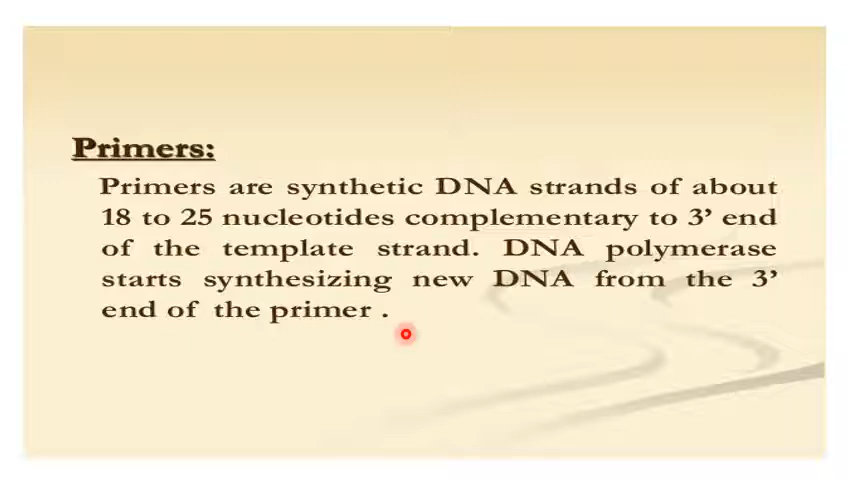 Primers:
Primers are synthetic DNA strands of about
18 to 25 nucleotides complementary to 3’ end
of the template strand. DNA polymerase
starts synthesizing new DNA from the 3’
end of the primer .